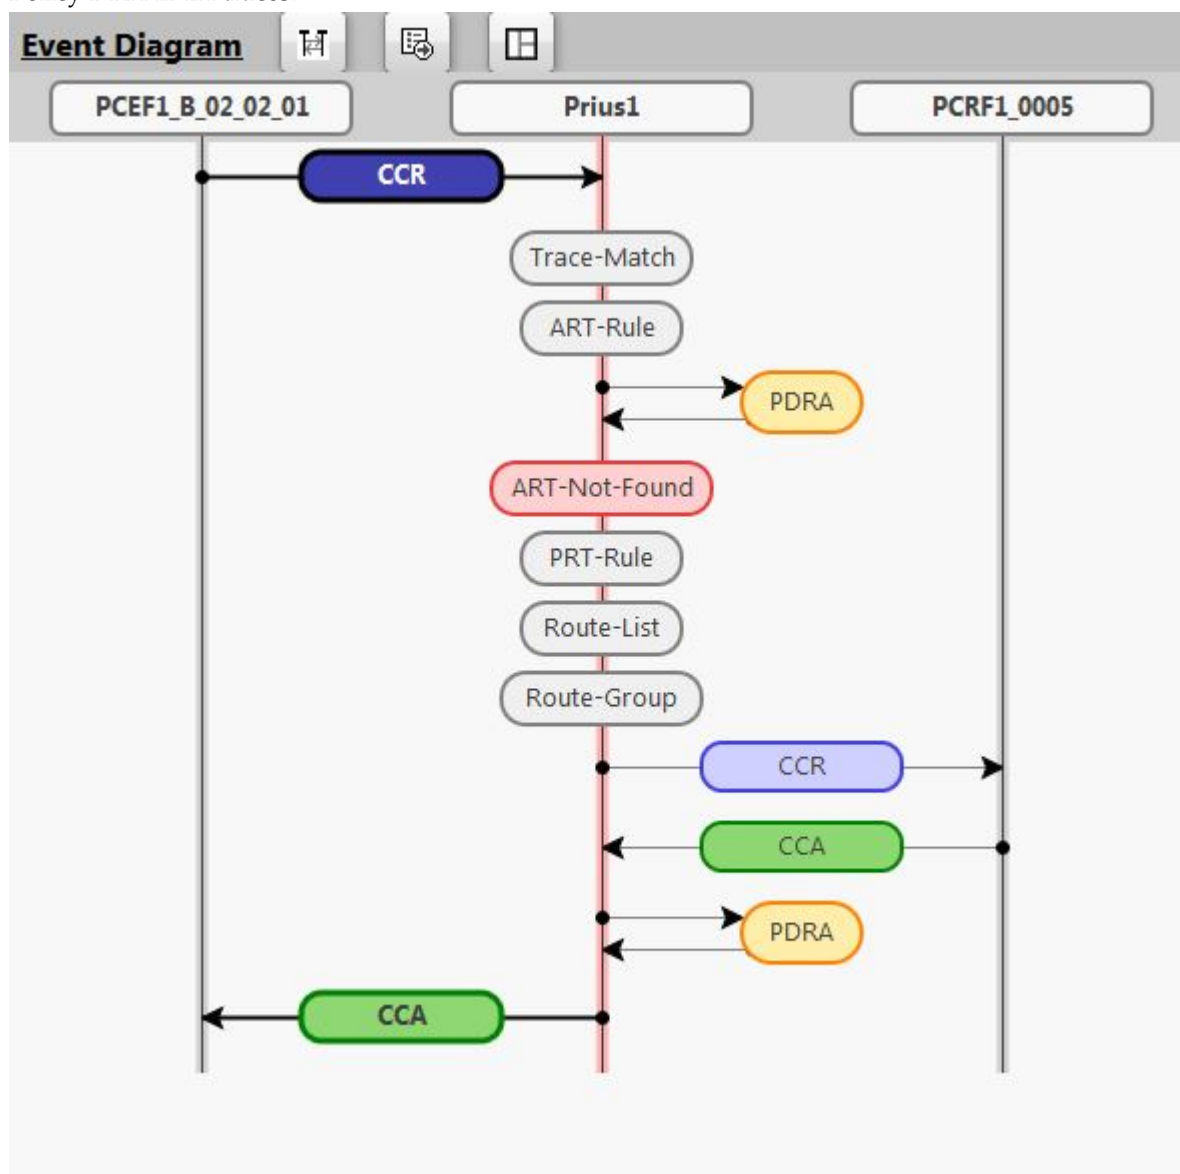 Event Diagram
PCEF1_B_02_02_01 Prius1 PCRF1_0005
CCR
Trace-Match
ART-Rule
PDRA
ART-Not-Found
PRT-Rule
Route-List
Route-Group
CCR
CCA
PDRA
CCA